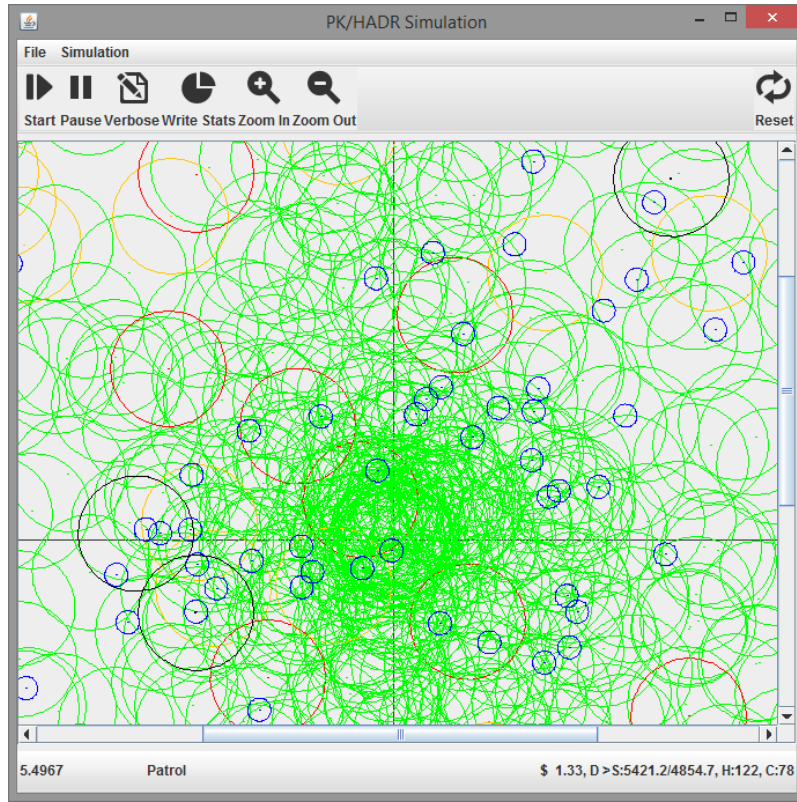 PK/HADR Simulation
File Simulation
Start Pause Verbose Write Stats Zoom In Zoom Out Reset
5.4967 Patrol $ 1.33, D >S:5421.2/4854.7, H:122, C:78